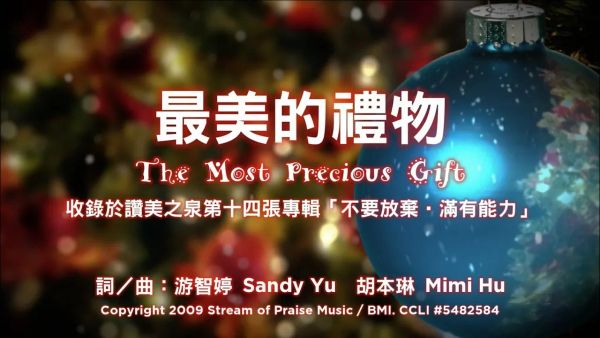 最美的禮物
The Most Precious Gift
收錄於讚美之泉第十四張專輯「不要放棄・滿有能力」
詞／曲：游智婷 Sandy Yu 胡本琳 Mimi Hu
Copyright 2009 Stream of Praise Music / BMI. CCLI #5482584